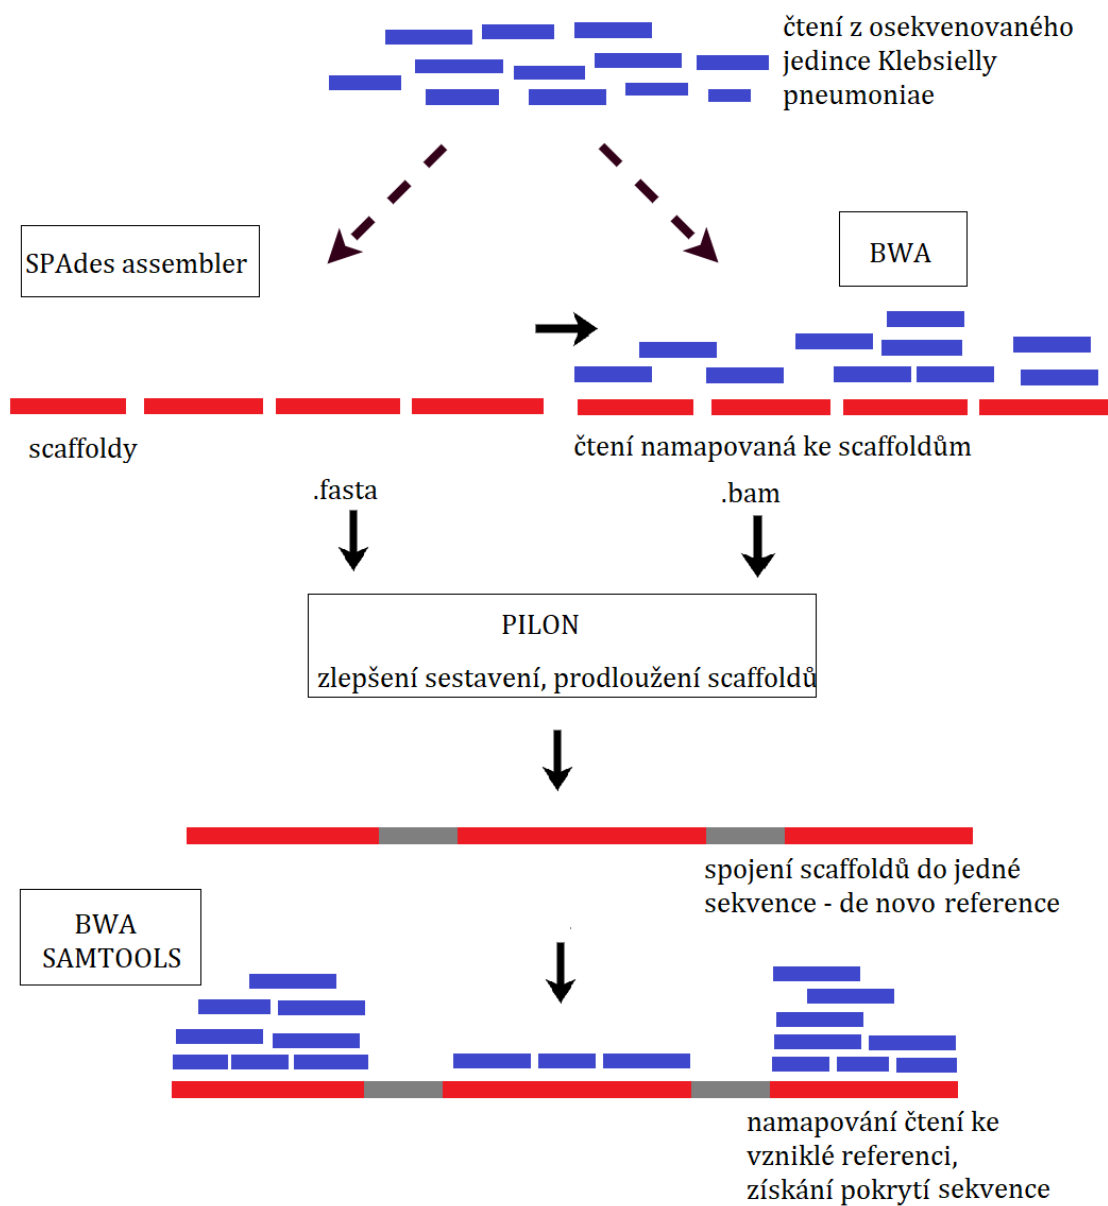 čtení z osekvenovaného
jedince Klebsielly
pneumoniae
SPAdes assembler
BWA
scaffoldy
čtení namapovaná ke scaffoldům
.fasta
.bam
PILON
zlepšení sestavení, prodloužení scaffoldů
spojení scaffoldů do jedné
sekvence - de novo reference
BWA
SAMTOOLS
namapování čtení ke
vzniklé referenci,
získání pokrytí sekvence